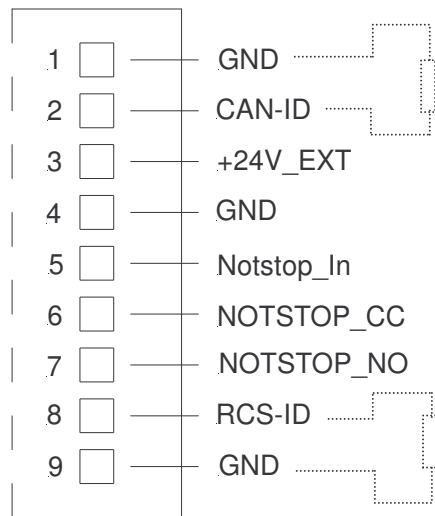 1 GND
2 CAN-ID
3 +24V_EXT
4 GND
5 Notstop_In
6 NOTSTOP_CC
7 NOTSTOP_NO
8 RCS-ID
9 GND